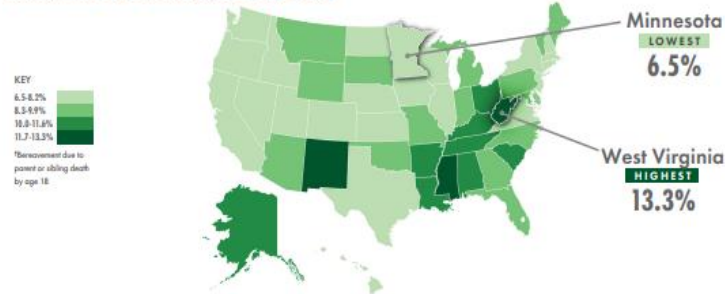 KEY
6.5-8.2%
8.3-9.9%
10.0-11.6%
11.7-13.3%
†Bereavement due to
parent or sibling death
by age 18
Minnesota
LOWEST
6.5%
West Virginia
HIGHEST
13.3%